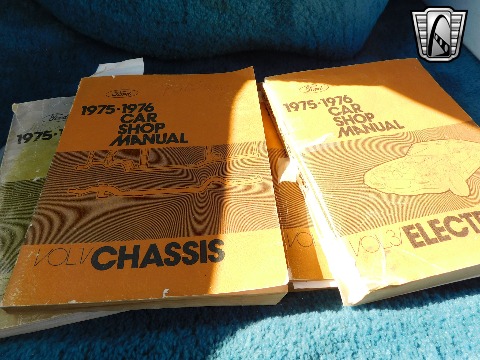 Ford
1975-1976
CAR
SHOP
MANUAL
VOL 1/CHASSIS
Ford
1975-1976
CAR
SHOP
MANUAL
VOL 3/ELECT
1975-1
VOL